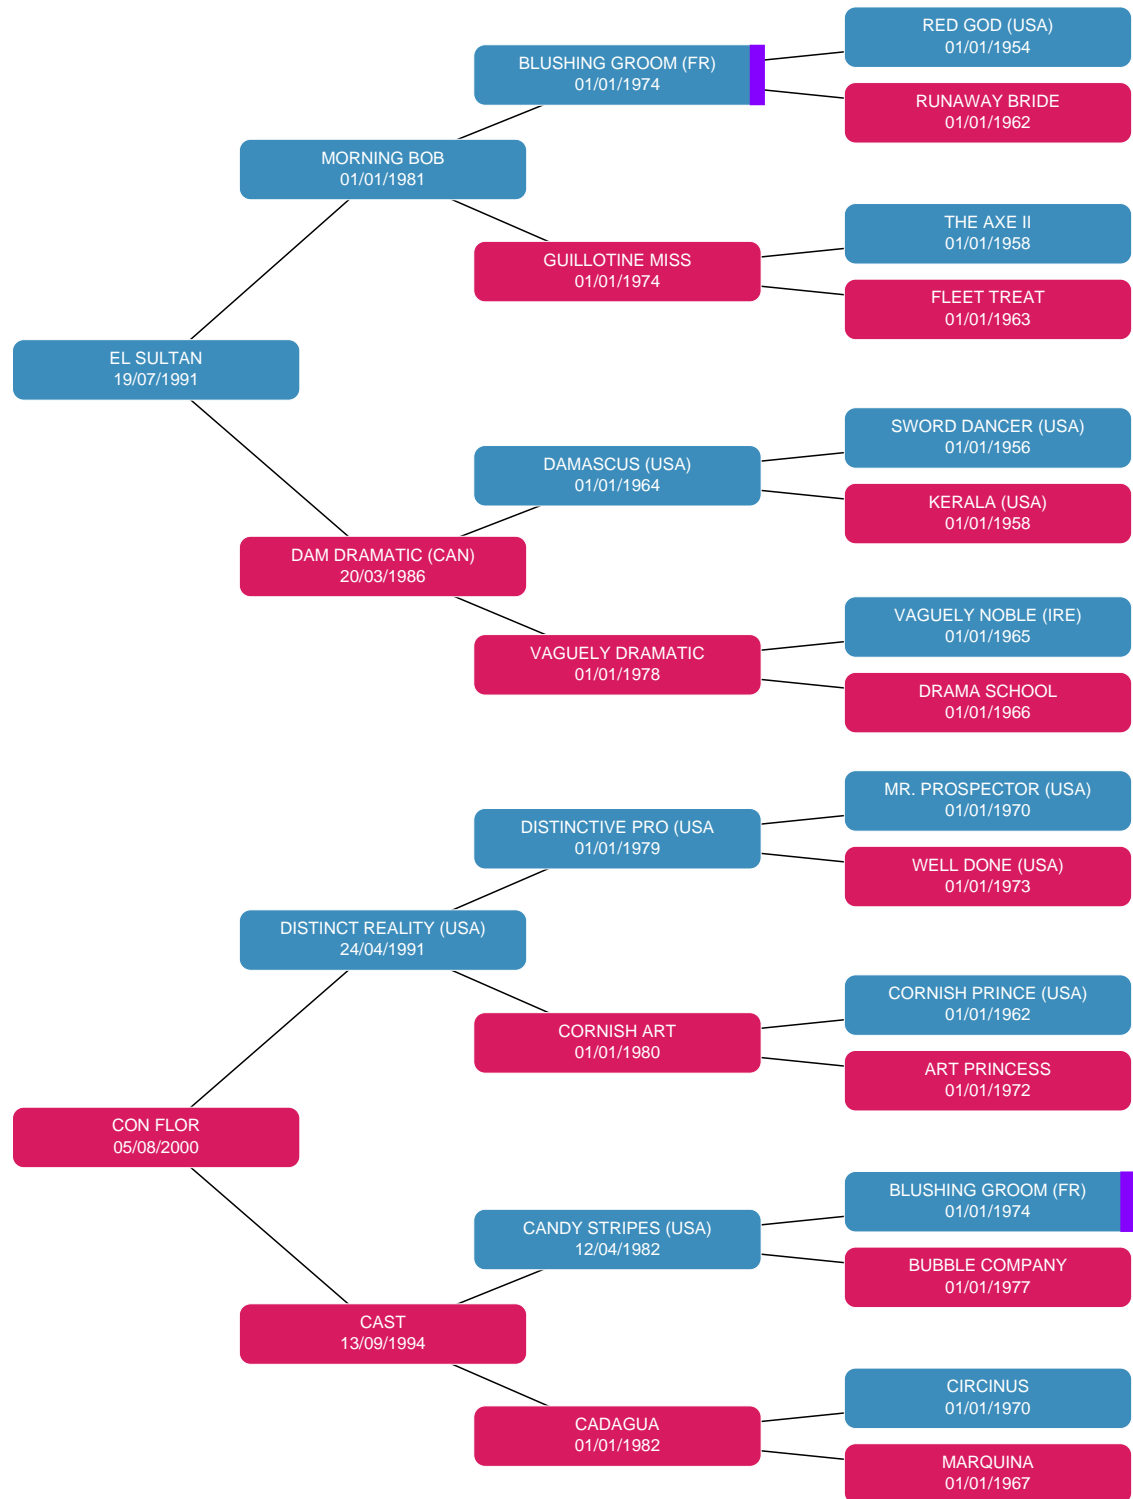 RED GOD (USA)
01/01/1954
BLUSHING GROOM (FR)
01/01/1974
RUNAWAY BRIDE
01/01/1962
MORNING BOB
01/01/1981
THE AXE II
01/01/1958
GUILLOTINE MISS
01/01/1974
FLEET TREAT
01/01/1963
EL SULTAN
19/07/1991
SWORD DANCER (USA)
01/01/1956
DAMASCUS (USA)
01/01/1964
KERALA (USA)
01/01/1958
DAM DRAMATIC (CAN)
20/03/1986
VAGUELY NOBLE (IRE)
01/01/1965
VAGUELY DRAMATIC
01/01/1978
DRAMA SCHOOL
01/01/1966
MR. PROSPECTOR (USA)
01/01/1970
DISTINCTIVE PRO (USA
01/01/1979
WELL DONE (USA)
01/01/1973
DISTINCT REALITY (USA)
24/04/1991
CORNISH PRINCE (USA)
01/01/1962
CORNISH ART
01/01/1980
ART PRINCESS
01/01/1972
CON FLOR
05/08/2000
BLUSHING GROOM (FR)
01/01/1974
CANDY STRIPES (USA)
12/04/1982
BUBBLE COMPANY
01/01/1977
CAST
13/09/1994
CIRCINUS
01/01/1970
CADAGUA
01/01/1982
MARQUINA
01/01/1967